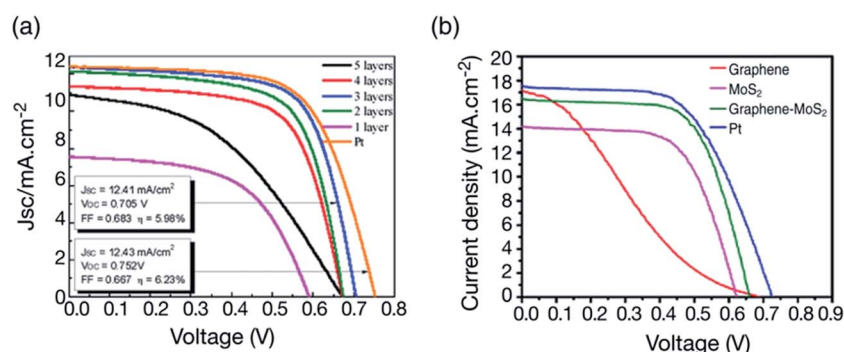 (a)
12
10
8
6
4
2
0
Jsc/mA.cm-2
0.0 0.1 0.2 0.3 0.4 0.5 0.6 0.7 0.8
Voltage (V)
5 layers
4 layers
3 layers
2 layers
1 layer
Pt
JSC = 12.41 mA/cm²
VOC = 0.705 V
FF = 0.683 η = 5.98%
JSC = 12.43 mA/cm²
VOC = 0.752V
FF = 0.667 η = 6.23%
(b)
20
18
16
14
12
10
8
6
4
2
0
Current density (mA.cm-2)
0.0 0.1 0.2 0.3 0.4 0.5 0.6 0.7 0.8 0.9
Voltage (V)
Graphene
MoS2
Graphene-MoS2
Pt